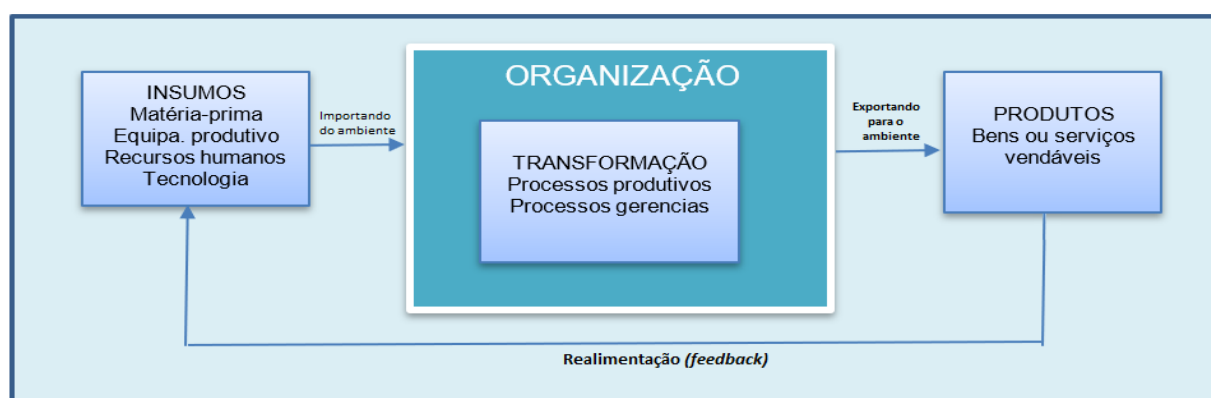 INSUMOS
Matéria-prima
Equipa. produtivo
Recursos humanos
Tecnologia
Importando
do ambiente
ORGANIZAÇÃO
TRANSFORMAÇÃO
Processos produtivos
Processos gerencias
Exportando
para o
ambiente
PRODUTOS
Bens ou serviços
vendáveis
Realimentação (feedback)